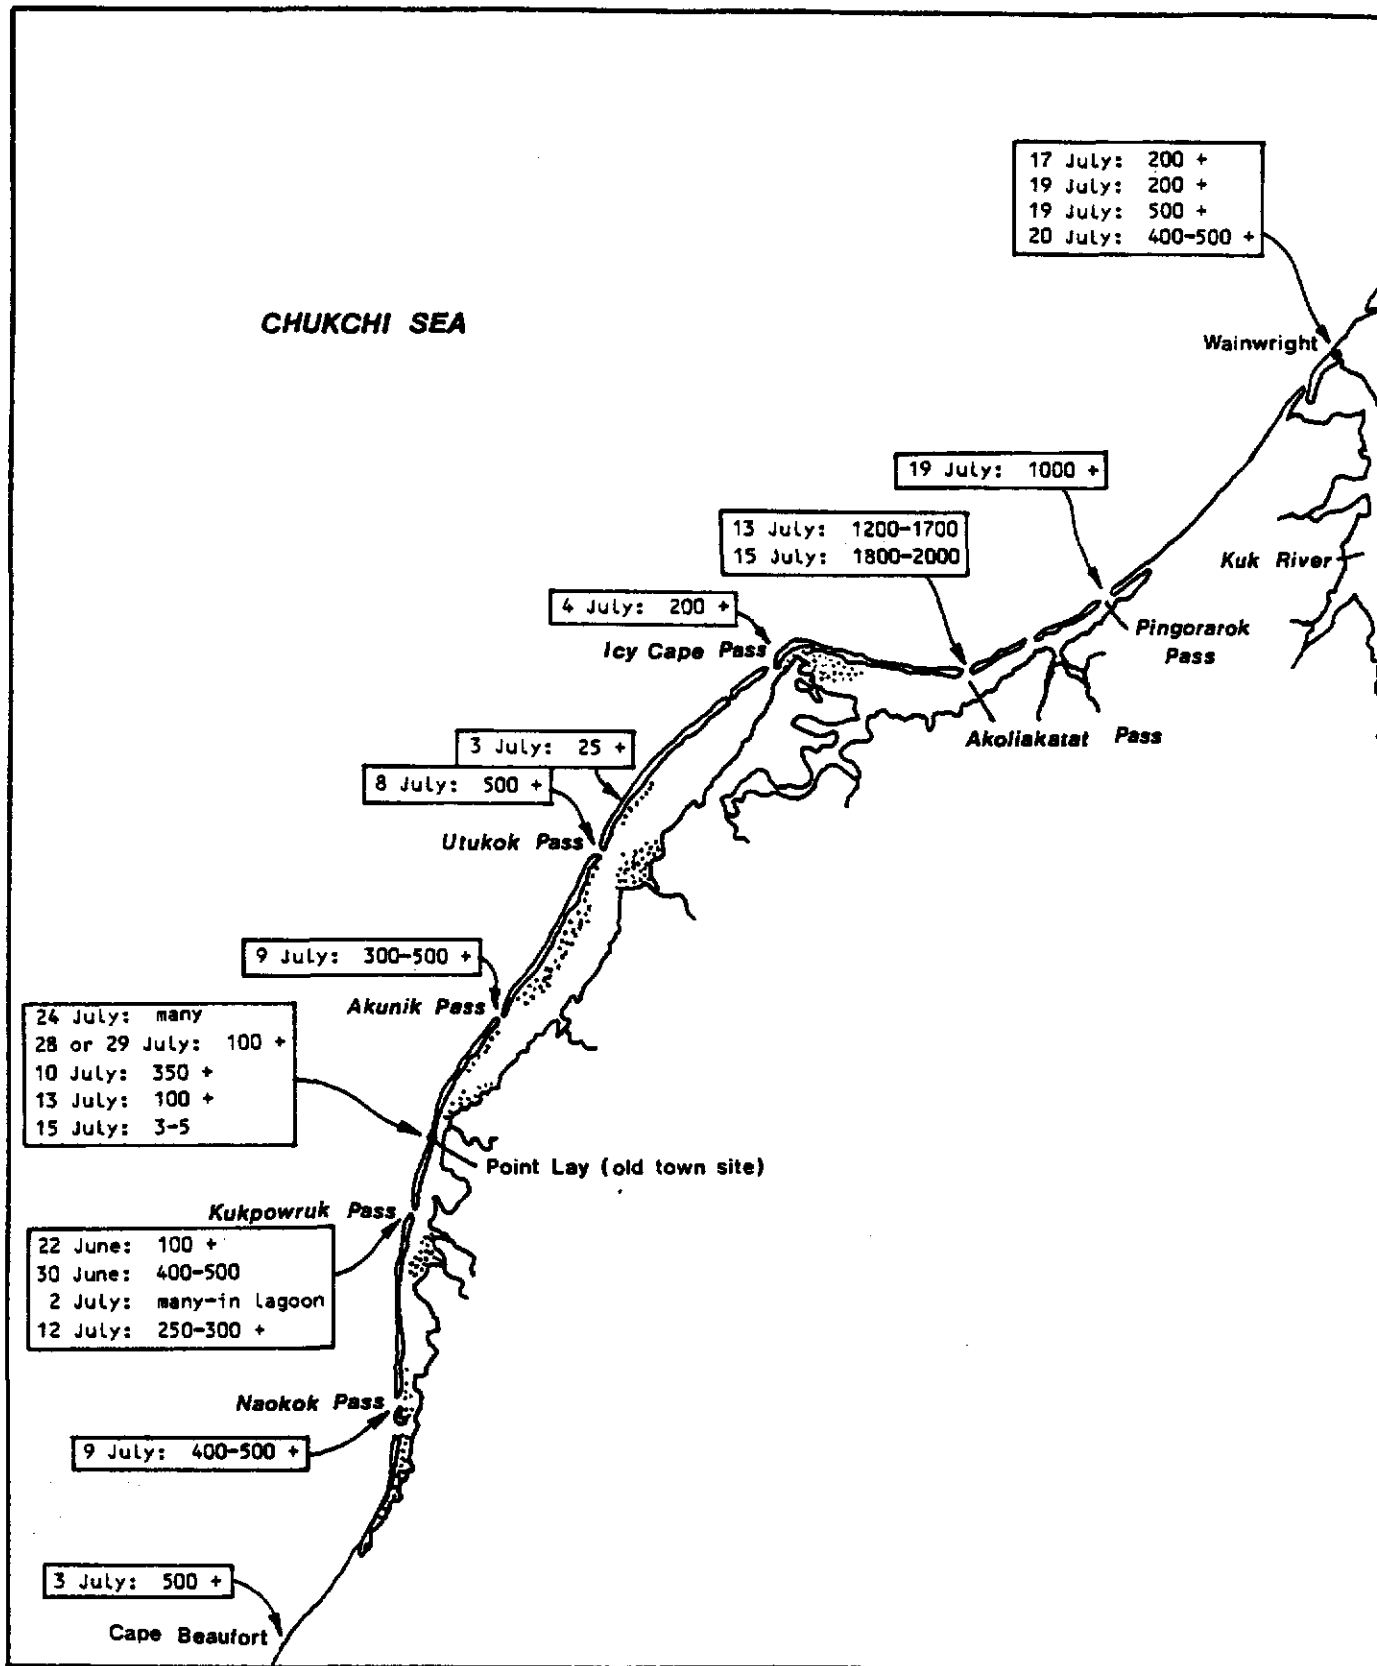 17 July: 200 +
19 July: 200 +
19 July: 500 +
20 July: 400-500 +
CHUKCHI SEA
Wainwright
19 July: 1000 +
13 July: 1200-1700
15 July: 1800-2000
Kuk River
4 July: 200 +
Icy Cape Pass
Pingorarok
Pass
Akoliakatat Pass
3 July: 25 +
8 July: 500 +
Utukok Pass
9 July: 300-500 +
Akunik Pass
24 July: many
28 or 29 July: 100 +
10 July: 350 +
13 July: 100 +
15 July: 3-5
Point Lay (old town site)
Kukpowruk Pass
22 June: 100 +
30 June: 400-500
2 July: many-in lagoon
12 July: 250-300 +
Naokok Pass
9 July: 400-500 +
3 July: 500 +
Cape Beaufort